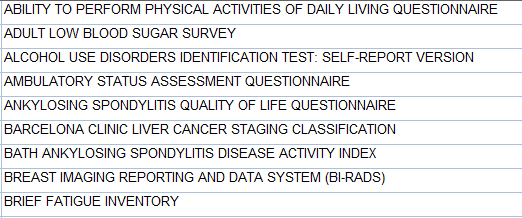 ABILITY TO PERFORM PHYSICAL ACTIVITIES OF DAILY LIVING QUESTIONNAIRE
ADULT LOW BLOOD SUGAR SURVEY
ALCOHOL USE DISORDERS IDENTIFICATION TEST: SELF-REPORT VERSION
AMBULATORY STATUS ASSESSMENT QUESTIONNAIRE
ANKYLOSING SPONDYLITIS QUALITY OF LIFE QUESTIONNAIRE
BARCELONA CLINIC LIVER CANCER STAGING CLASSIFICATION
BATH ANKYLOSING SPONDYLITIS DISEASE ACTIVITY INDEX
BREAST IMAGING REPORTING AND DATA SYSTEM (BI-RADS)
BRIEF FATIGUE INVENTORY